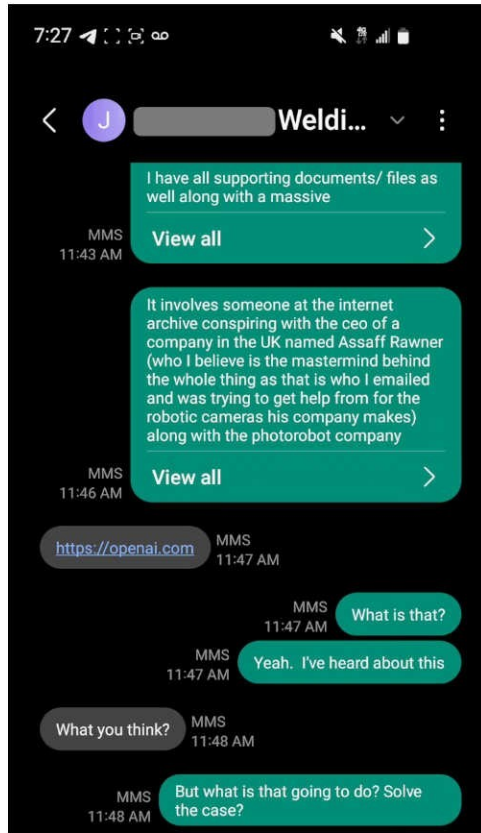 7:27
J Weldi...
I have all supporting documents/ files as
well along with a massive
MMS
11:43 AM
View all
It involves someone at the internet
archive conspiring with the ceo of a
company in the UK named Assaff Rawner
(who I believe is the mastermind behind
the whole thing as that is who I emailed
and was trying to get help from for the
robotic cameras his company makes)
along with the photorobot company
MMS
11:46 AM
View all
https://openai.com
MMS
11:47 AM
MMS
11:47 AM
What is that?
MMS
11:47 AM
Yeah.  I've heard about this
What you think?
MMS
11:48 AM
MMS
11:48 AM
But what is that going to do? Solve
the case?